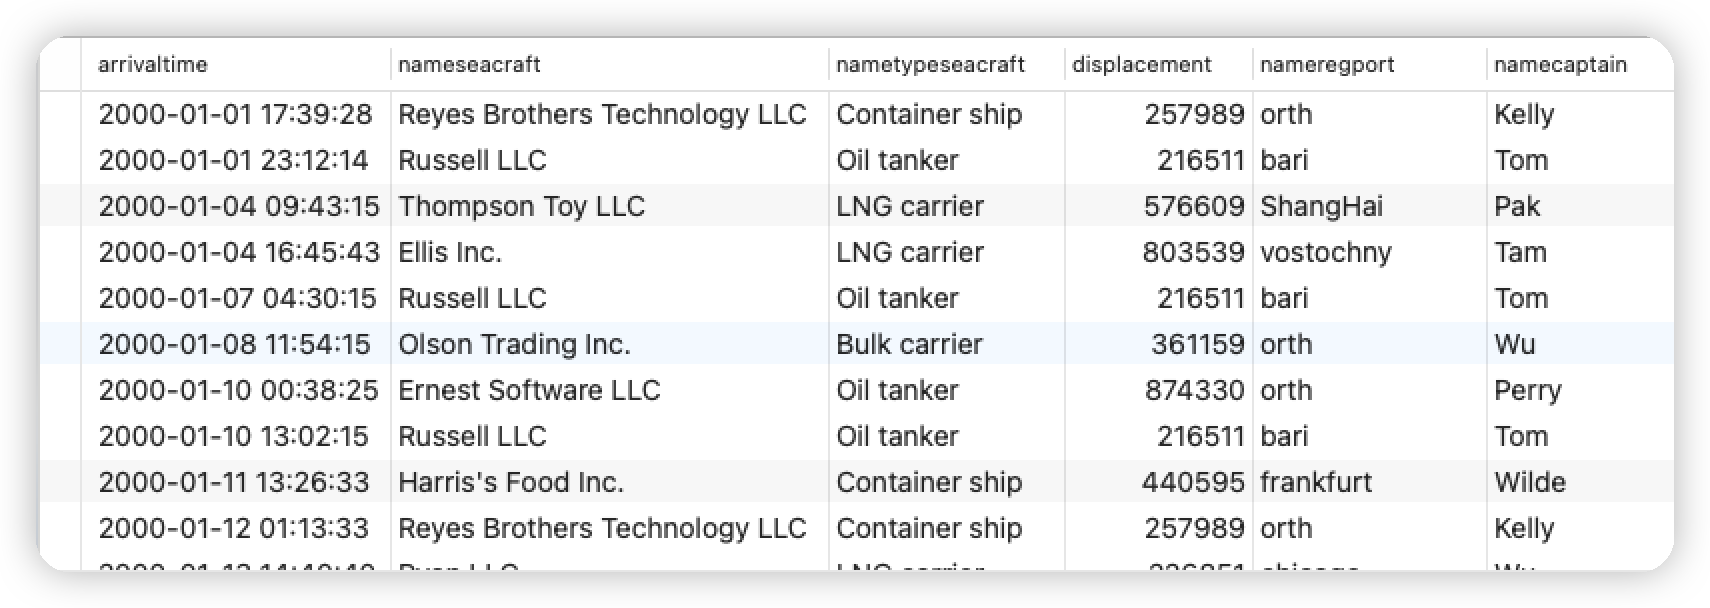 arrivaltime nameseacraft nametypeseacraft displacement nameregport namecaptain
2000-01-01 17:39:28 Reyes Brothers Technology LLC Container ship 257989 orth Kelly
2000-01-01 23:12:14 Russell LLC Oil tanker 216511 bari Tom
2000-01-04 09:43:15 Thompson Toy LLC LNG carrier 576609 ShangHai Pak
2000-01-04 16:45:43 Ellis Inc. LNG carrier 803539 vostochny Tam
2000-01-07 04:30:15 Russell LLC Oil tanker 216511 bari Tom
2000-01-08 11:54:15 Olson Trading Inc. Bulk carrier 361159 orth Wu
2000-01-10 00:38:25 Ernest Software LLC Oil tanker 874330 orth Perry
2000-01-10 13:02:15 Russell LLC Oil tanker 216511 bari Tom
2000-01-11 13:26:33 Harris's Food Inc. Container ship 440595 frankfurt Wilde
2000-01-12 01:13:33 Reyes Brothers Technology LLC Container ship 257989 orth Kelly